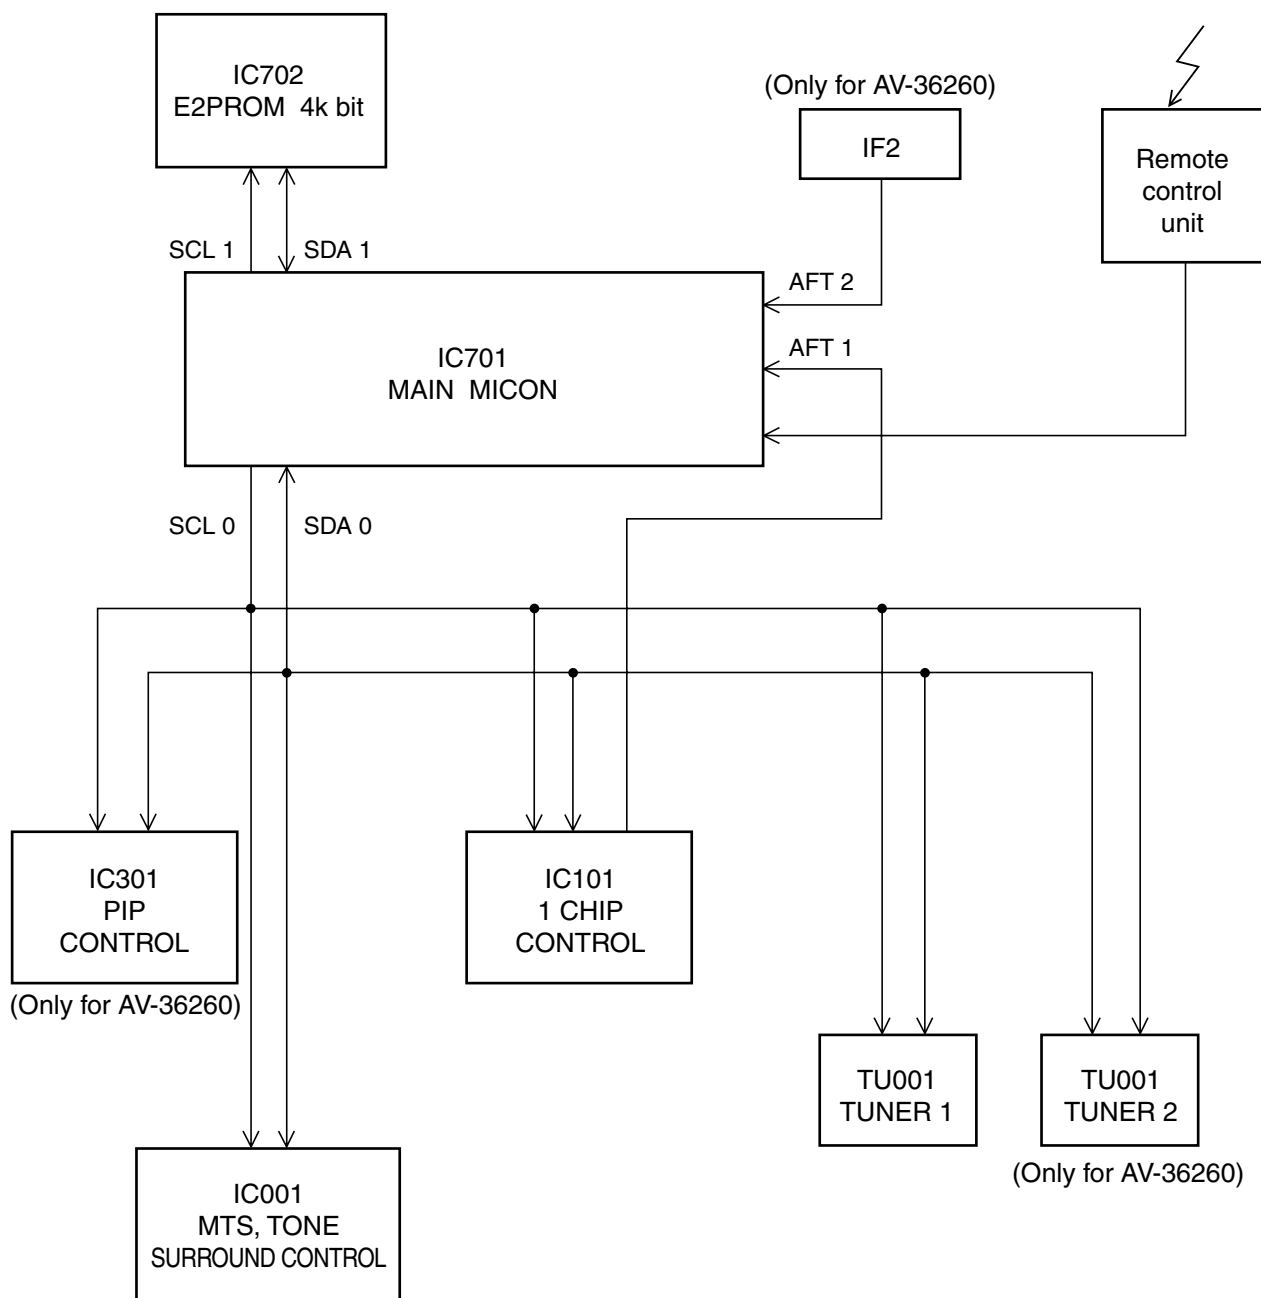 IC702
E2PROM 4k bit
(Only for AV-36260)
IF2
Remote
control
unit
SCL 1
SDA 1
AFT 2
AFT 1
IC701
MAIN MICON
SCL 0
SDA 0
IC301
PIP
CONTROL
(Only for AV-36260)
IC101
1 CHIP
CONTROL
TU001
TUNER 1
TU001
TUNER 2
(Only for AV-36260)
IC001
MTS, TONE
SURROUND CONTROL